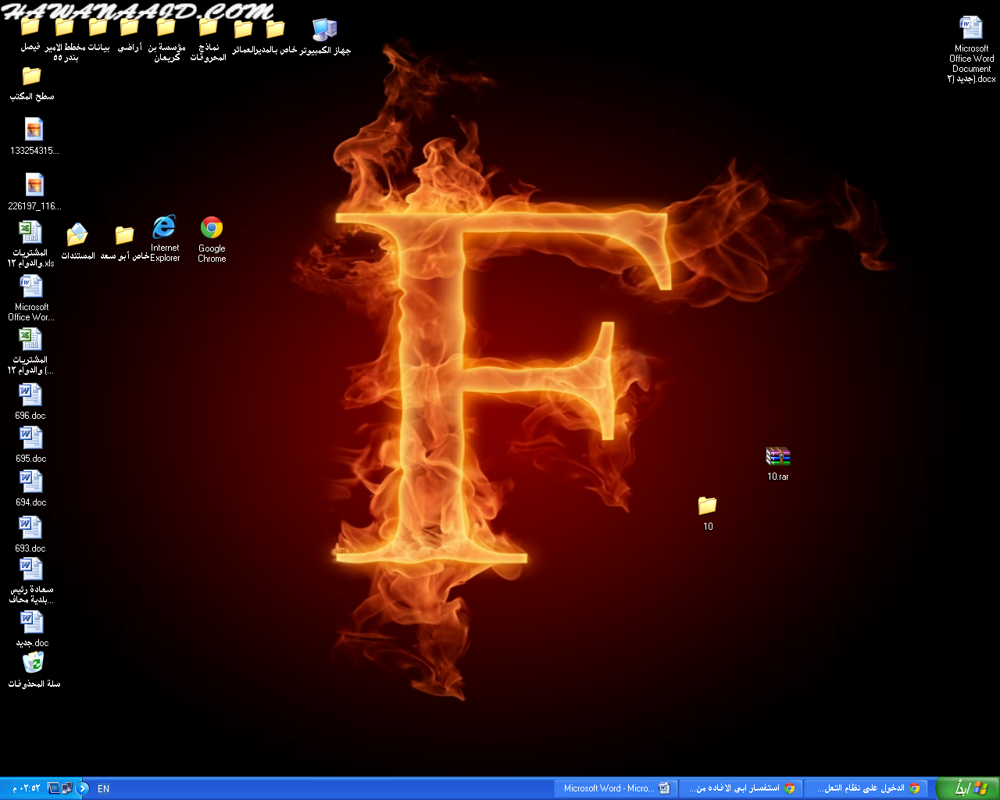 HAWANAAJD.COM
فيصل
مخطط الامير
بندر ٥٥
بيانات
أراضي
مؤسسة بن
كريعان
نماذج
المحروقات
العمائر
خاص بالمدير
جهاز الكمبيوتر
Microsoft
Office Word
Document
جديد (٢).docx
سطح المكتب
133254315...
226197_116...
المشتريات
والدوام ١٢.xls
المستندات
خاص أبو سعد
Internet
Explorer
Google
Chrome
Microsoft
Office Wor...
المشتريات
والدوام ١٢ (...
696.doc
695.doc
694.doc
693.doc
10.rar
10
سعادة رئيس
بلدية محاف...
جديد.doc
سلة المحذوفات
ابدأ
الدخول على نظام التعل...
استفسار ابي الافاده من...
Microsoft Word - Micro...
EN
٠٢:٥٢ م
F